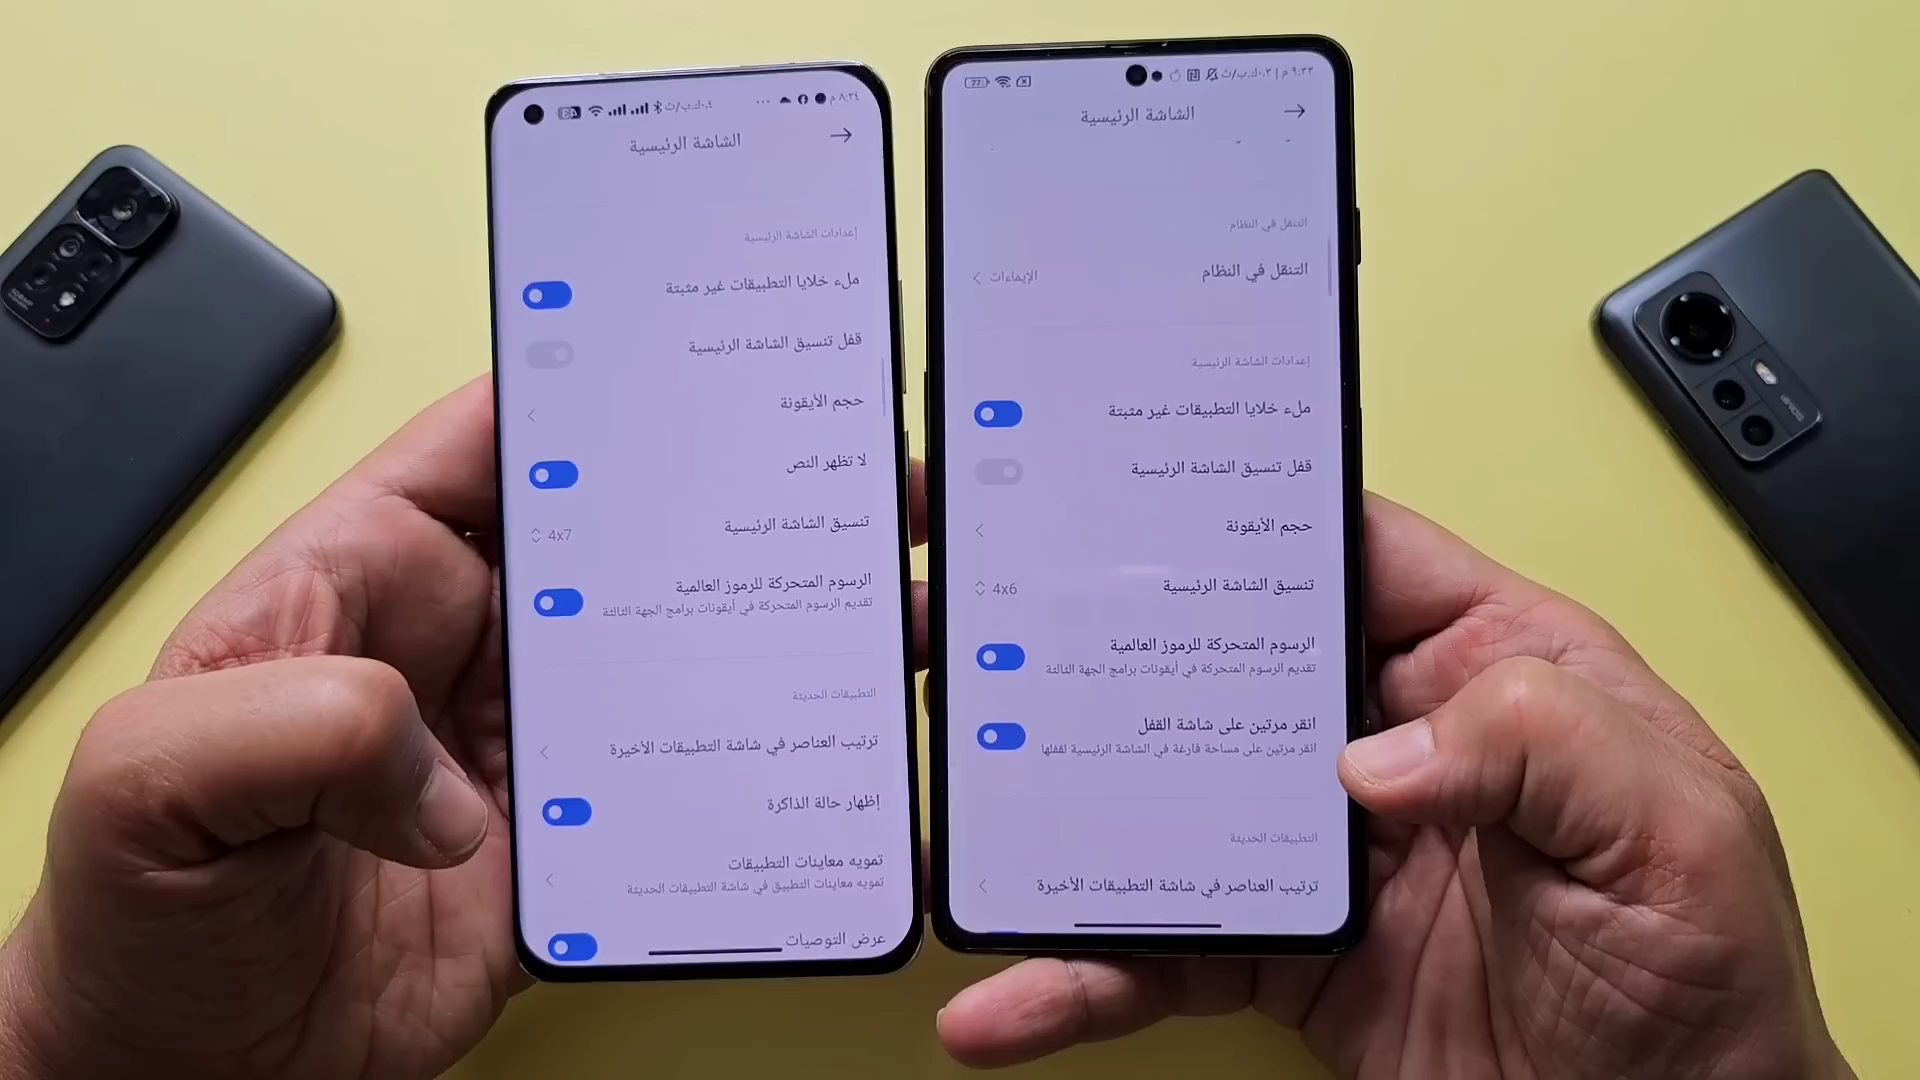 ٨:٢٤ م
الشاشة الرئيسية
إعدادات الشاشة الرئيسية
ملء خلايا التطبيقات غير مثبتة
قفل تنسيق الشاشة الرئيسية
حجم الأيقونة
لا تظهر النص
تنسيق الشاشة الرئيسية
4x7
الرسوم المتحركة للرموز العالمية
تقديم الرسوم المتحركة في أيقونات برامج الجهة الثالثة
التطبيقات الحديثة
ترتيب العناصر في شاشة التطبيقات الأخيرة
إظهار حالة الذاكرة
تمويه معاينات التطبيقات
تمويه معاينات التطبيق في شاشة التطبيقات الحديثة
عرض التوصيات
٩:٣٣ م | ٠٫٢ك.ب/ث
الشاشة الرئيسية
التنقل في النظام
التنقل في النظام
الإيماءات
إعدادات الشاشة الرئيسية
ملء خلايا التطبيقات غير مثبتة
قفل تنسيق الشاشة الرئيسية
حجم الأيقونة
تنسيق الشاشة الرئيسية
4x6
الرسوم المتحركة للرموز العالمية
تقديم الرسوم المتحركة في أيقونات برامج الجهة الثالثة
انقر مرتين على شاشة القفل
انقر مرتين على مساحة فارغة في الشاشة الرئيسية لقفلها
التطبيقات الحديثة
ترتيب العناصر في شاشة التطبيقات الأخيرة